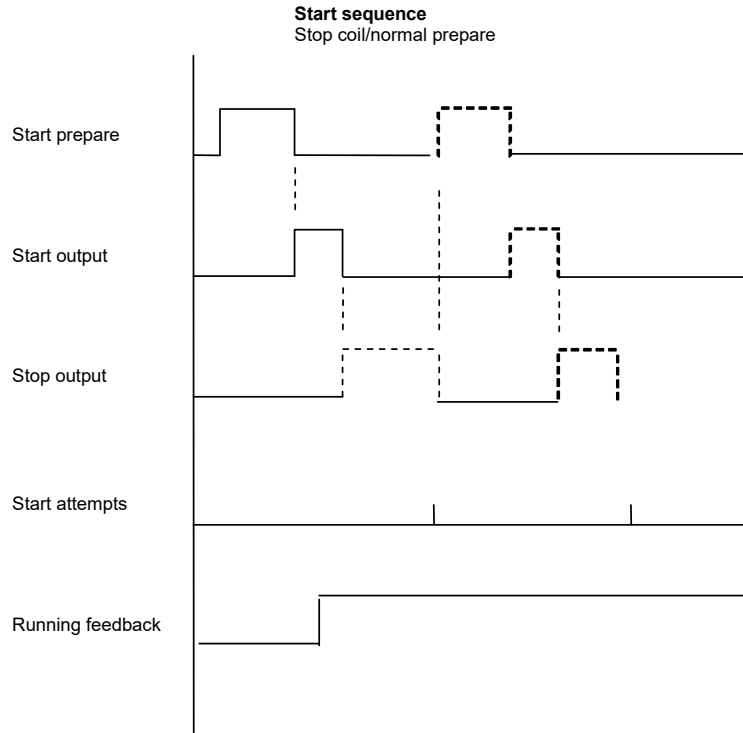 Start sequence
Stop coil/normal prepare
Start prepare
Start output
Stop output
Start attempts
Running feedback